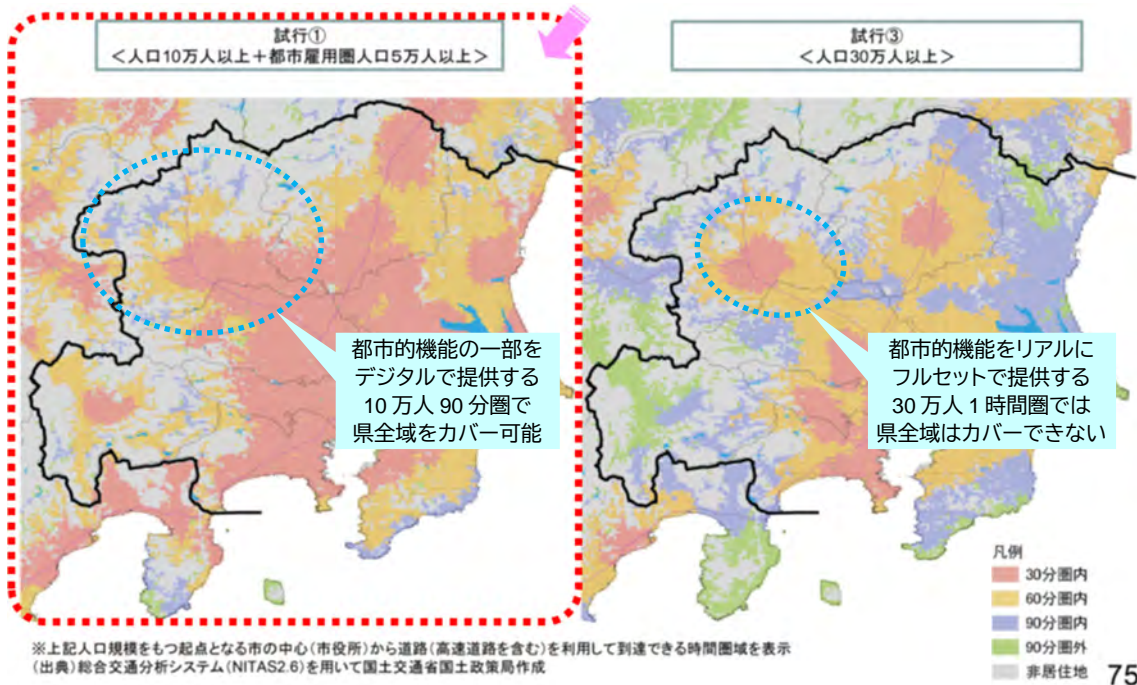 試行①
<人口10万人以上+都市雇用圏人口5万人以上>
試行③
<人口30万人以上>
都市的機能の一部を
デジタルで提供する
10万人90分圏で
県全域をカバー可能
都市的機能をリアルに
フルセットで提供する
30万人1時間圏では
県全域はカバーできない
凡例
30分圏内
60分圏内
90分圏内
90分圏外
非居住地
※上記人口規模をもつ起点となる市の中心(市役所)から道路(高速道路を含む)を利用して到達できる時間圏域を表示
(出典)総合交通分析システム(NITAS2.6)を用いて国土交通省国土政策局作成
75